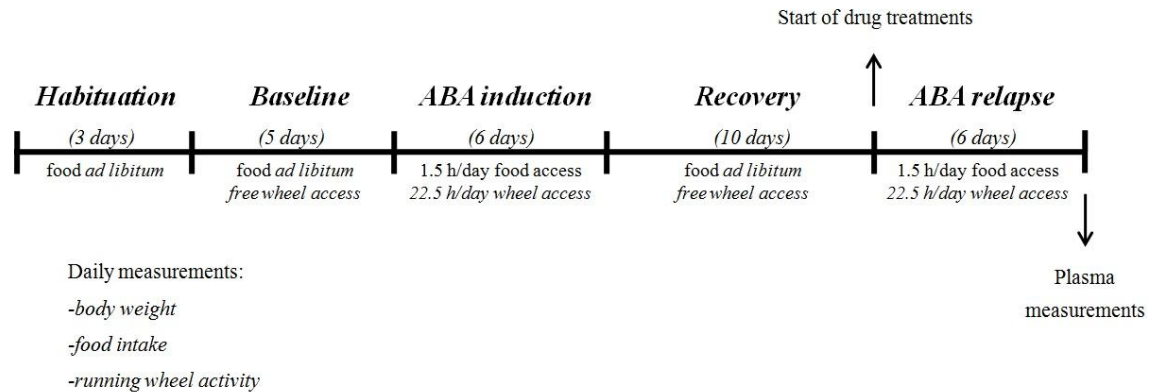 Start of drug treatments
Habituation
(3 days)
food ad libitum
Baseline
(5 days)
food ad libitum
free wheel access
ABA induction
(6 days)
1.5 h/day food access
22.5 h/day wheel access
Recovery
(10 days)
food ad libitum
free wheel access
ABA relapse
(6 days)
1.5 h/day food access
22.5 h/day wheel access
Daily measurements:
-body weight
-food intake
-running wheel activity
Plasma
measurements